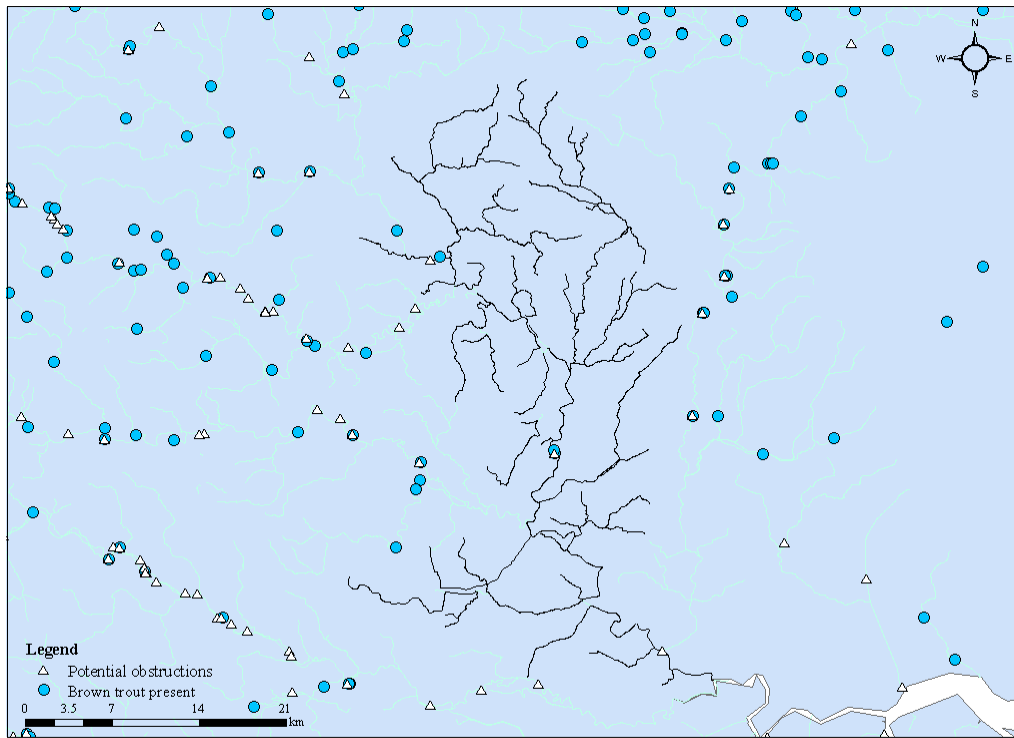 N
W E
S
Legend
Potential obstructions
Brown trout present
0 3.5 7 14 21
km